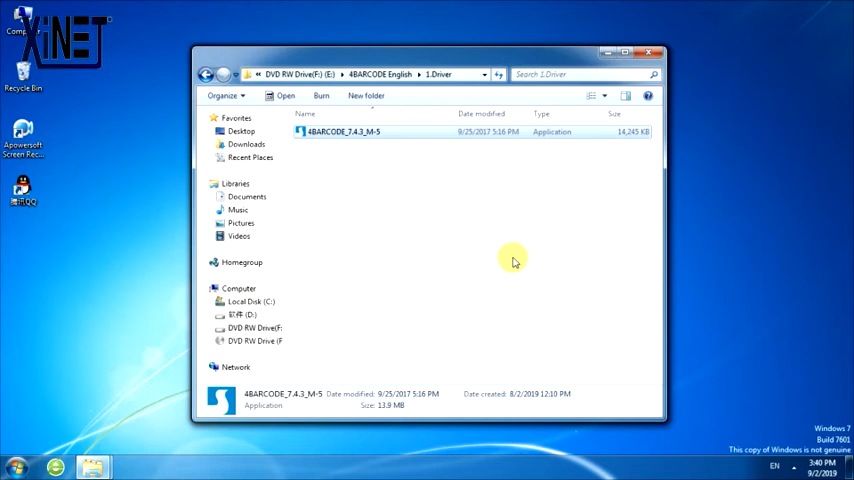 XiNET
Recycle Bin
Apowersoft
Screen Rec...
腾讯QQ
« DVD RW Drive(F:) (E:) ▸ 4BARCODE English ▸ 1.Driver
Search 1.Driver
Organize Open Burn New folder
Name Date modified Type Size
4BARCODE_7.4.3_M-5 9/25/2017 5:16 PM Application 14,245 KB
Favorites
Desktop
Downloads
Recent Places
Libraries
Documents
Music
Pictures
Videos
Homegroup
Computer
Local Disk (C:)
软件 (D:)
DVD RW Drive(F:
DVD RW Drive (F
Network
4BARCODE_7.4.3_M-5 Date modified: 9/25/2017 5:16 PM Date created: 8/2/2019 12:10 PM
Application Size: 13.9 MB
Windows 7
Build 7601
This copy of Windows is not genuine
EN 3:40 PM
9/2/2019